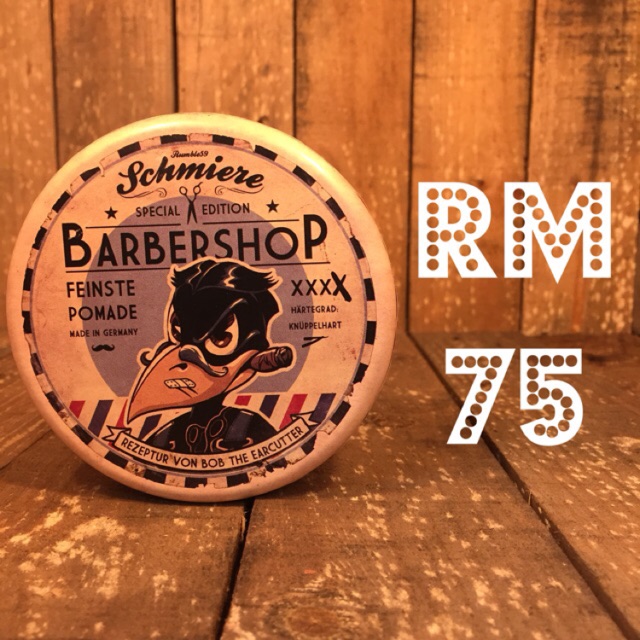 Rumble59
Schmiere
SPECIAL EDITION
BARBERSHOP
FEINSTE
POMADE
MADE IN GERMANY
XXXX
HÄRTEGRAD:
KNÜPPELHART
REZEPTUR VON BOB THE EARCUTTER
RM
75